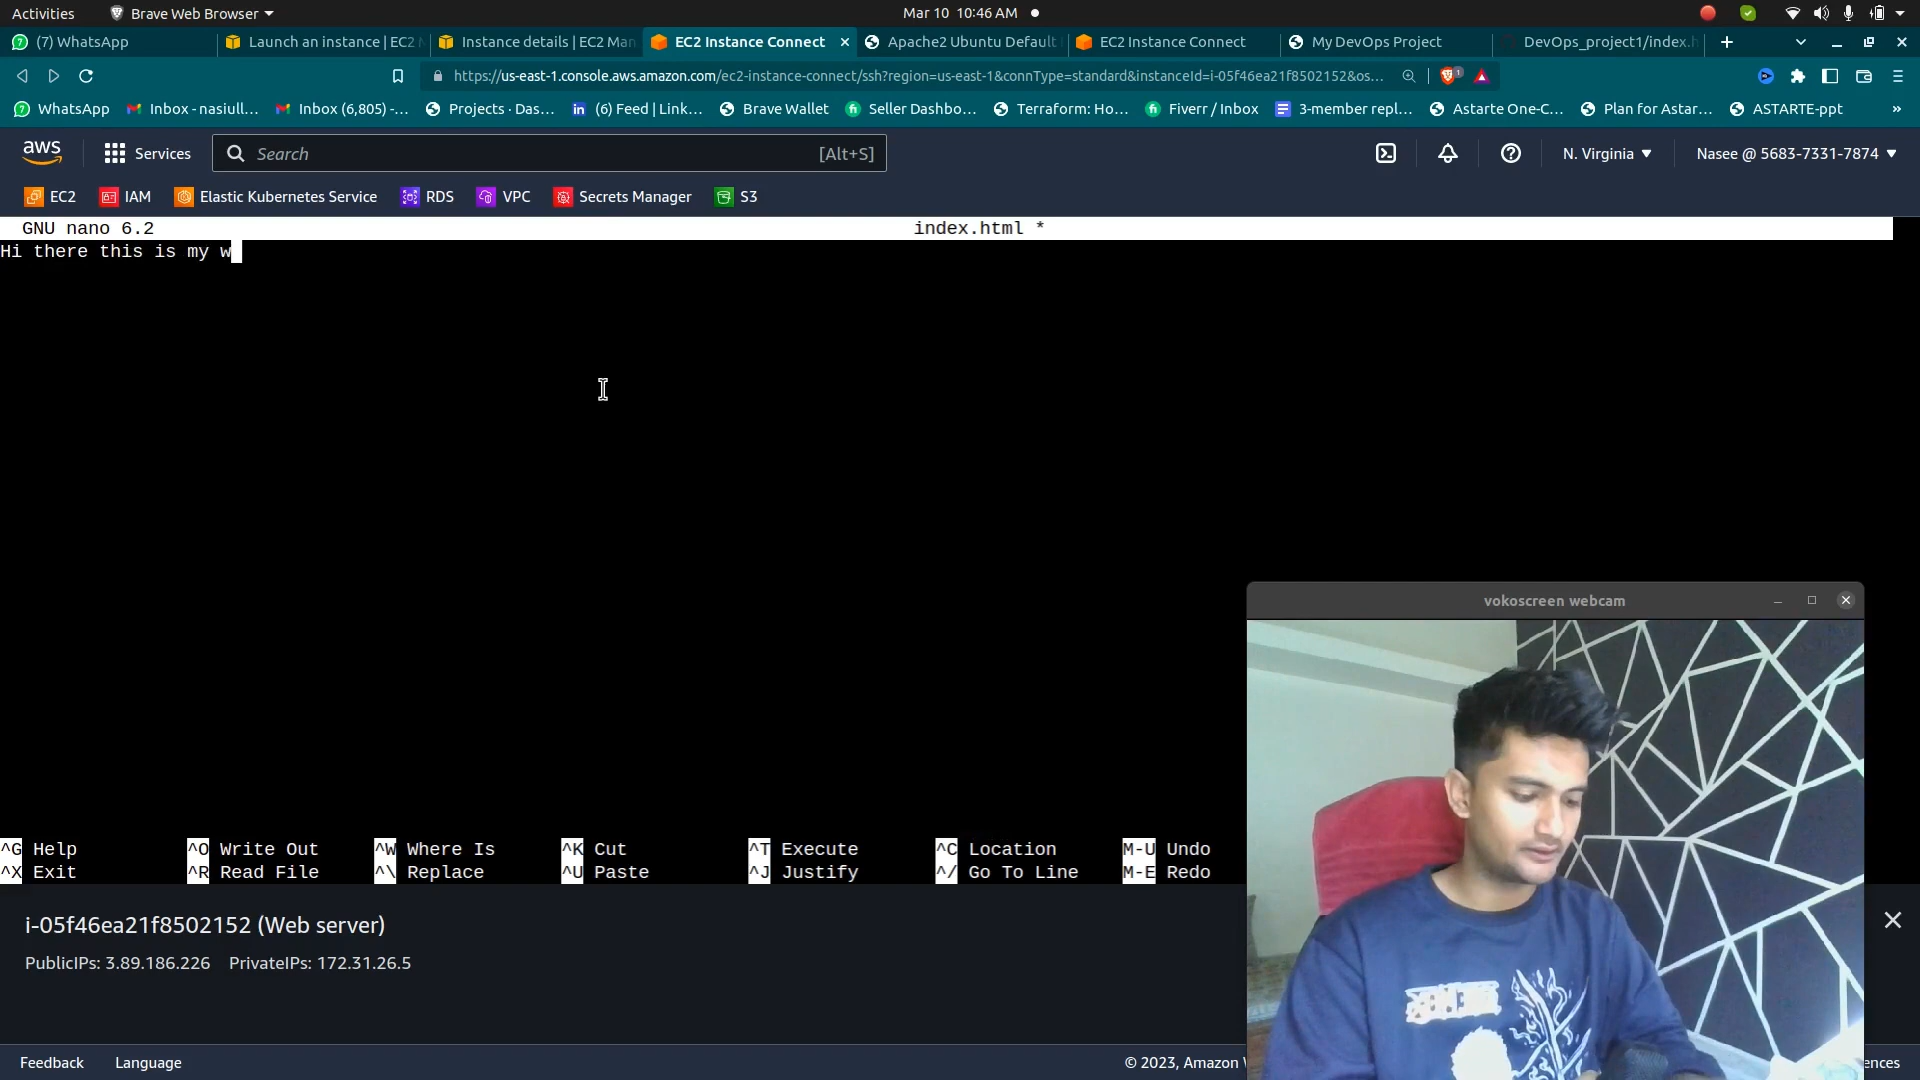 Activities Brave Web Browser Mar 10 10:46 AM
(7) WhatsApp Launch an instance | EC2 Instance details | EC2 Man EC2 Instance Connect Apache2 Ubuntu Default EC2 Instance Connect My DevOps Project DevOps_project1/index.h
https://us-east-1.console.aws.amazon.com/ec2-instance-connect/ssh?region=us-east-1&connType=standard&instanceId=i-05f46ea21f8502152&os... 1
WhatsApp Inbox - nasiull... Inbox (6,805) -... Projects · Das... (6) Feed | Link... Brave Wallet Seller Dashbo... Terraform: Ho... Fiverr / Inbox 3-member repl... Astarte One-C... Plan for Astar... ASTARTE-ppt »
aws Services Search [Alt+S] N. Virginia Nasee @ 5683-7331-7874
EC2 IAM Elastic Kubernetes Service RDS VPC Secrets Manager S3
GNU nano 6.2 index.html *
Hi there this is my w
^G Help ^O Write Out ^W Where Is ^K Cut ^T Execute ^C Location M-U Undo
^X Exit ^R Read File ^\ Replace ^U Paste ^J Justify ^/ Go To Line M-E Redo
vokoscreen webcam
i-05f46ea21f8502152 (Web server)
PublicIPs: 3.89.186.226 PrivateIPs: 172.31.26.5
Feedback Language © 2023, Amazon W ences